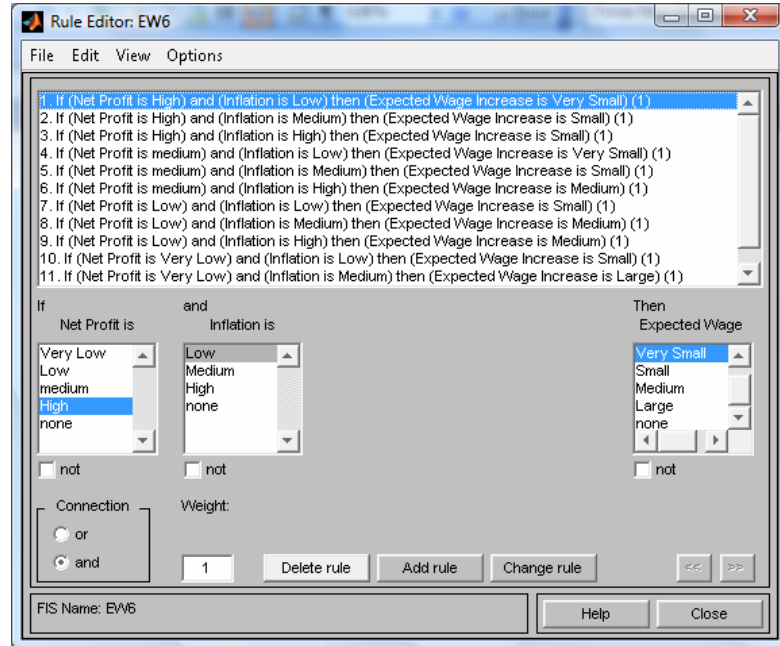 Rule Editor: EW6
File Edit View Options
1. If (Net Profit is High) and (Inflation is Low) then (Expected Wage Increase is Very Small) (1)
2. If (Net Profit is High) and (Inflation is Medium) then (Expected Wage Increase is Small) (1)
3. If (Net Profit is High) and (Inflation is High) then (Expected Wage Increase is Small) (1)
4. If (Net Profit is medium) and (Inflation is Low) then (Expected Wage Increase is Very Small) (1)
5. If (Net Profit is medium) and (Inflation is Medium) then (Expected Wage Increase is Small) (1)
6. If (Net Profit is medium) and (Inflation is High) then (Expected Wage Increase is Medium) (1)
7. If (Net Profit is Low) and (Inflation is Low) then (Expected Wage Increase is Small) (1)
8. If (Net Profit is Low) and (Inflation is Medium) then (Expected Wage Increase is Medium) (1)
9. If (Net Profit is Low) and (Inflation is High) then (Expected Wage Increase is Medium) (1)
10. If (Net Profit is Very Low) and (Inflation is Low) then (Expected Wage Increase is Small) (1)
11. If (Net Profit is Very Low) and (Inflation is Medium) then (Expected Wage Increase is Large) (1)
If and Then
Net Profit is Inflation is Expected Wage
Very Low Low Very Small
Low Medium Small
medium High Medium
High none Large
none none
not not not
Connection Weight:
or
and 1 Delete rule Add rule Change rule << >>
FIS Name: EW6 Help Close